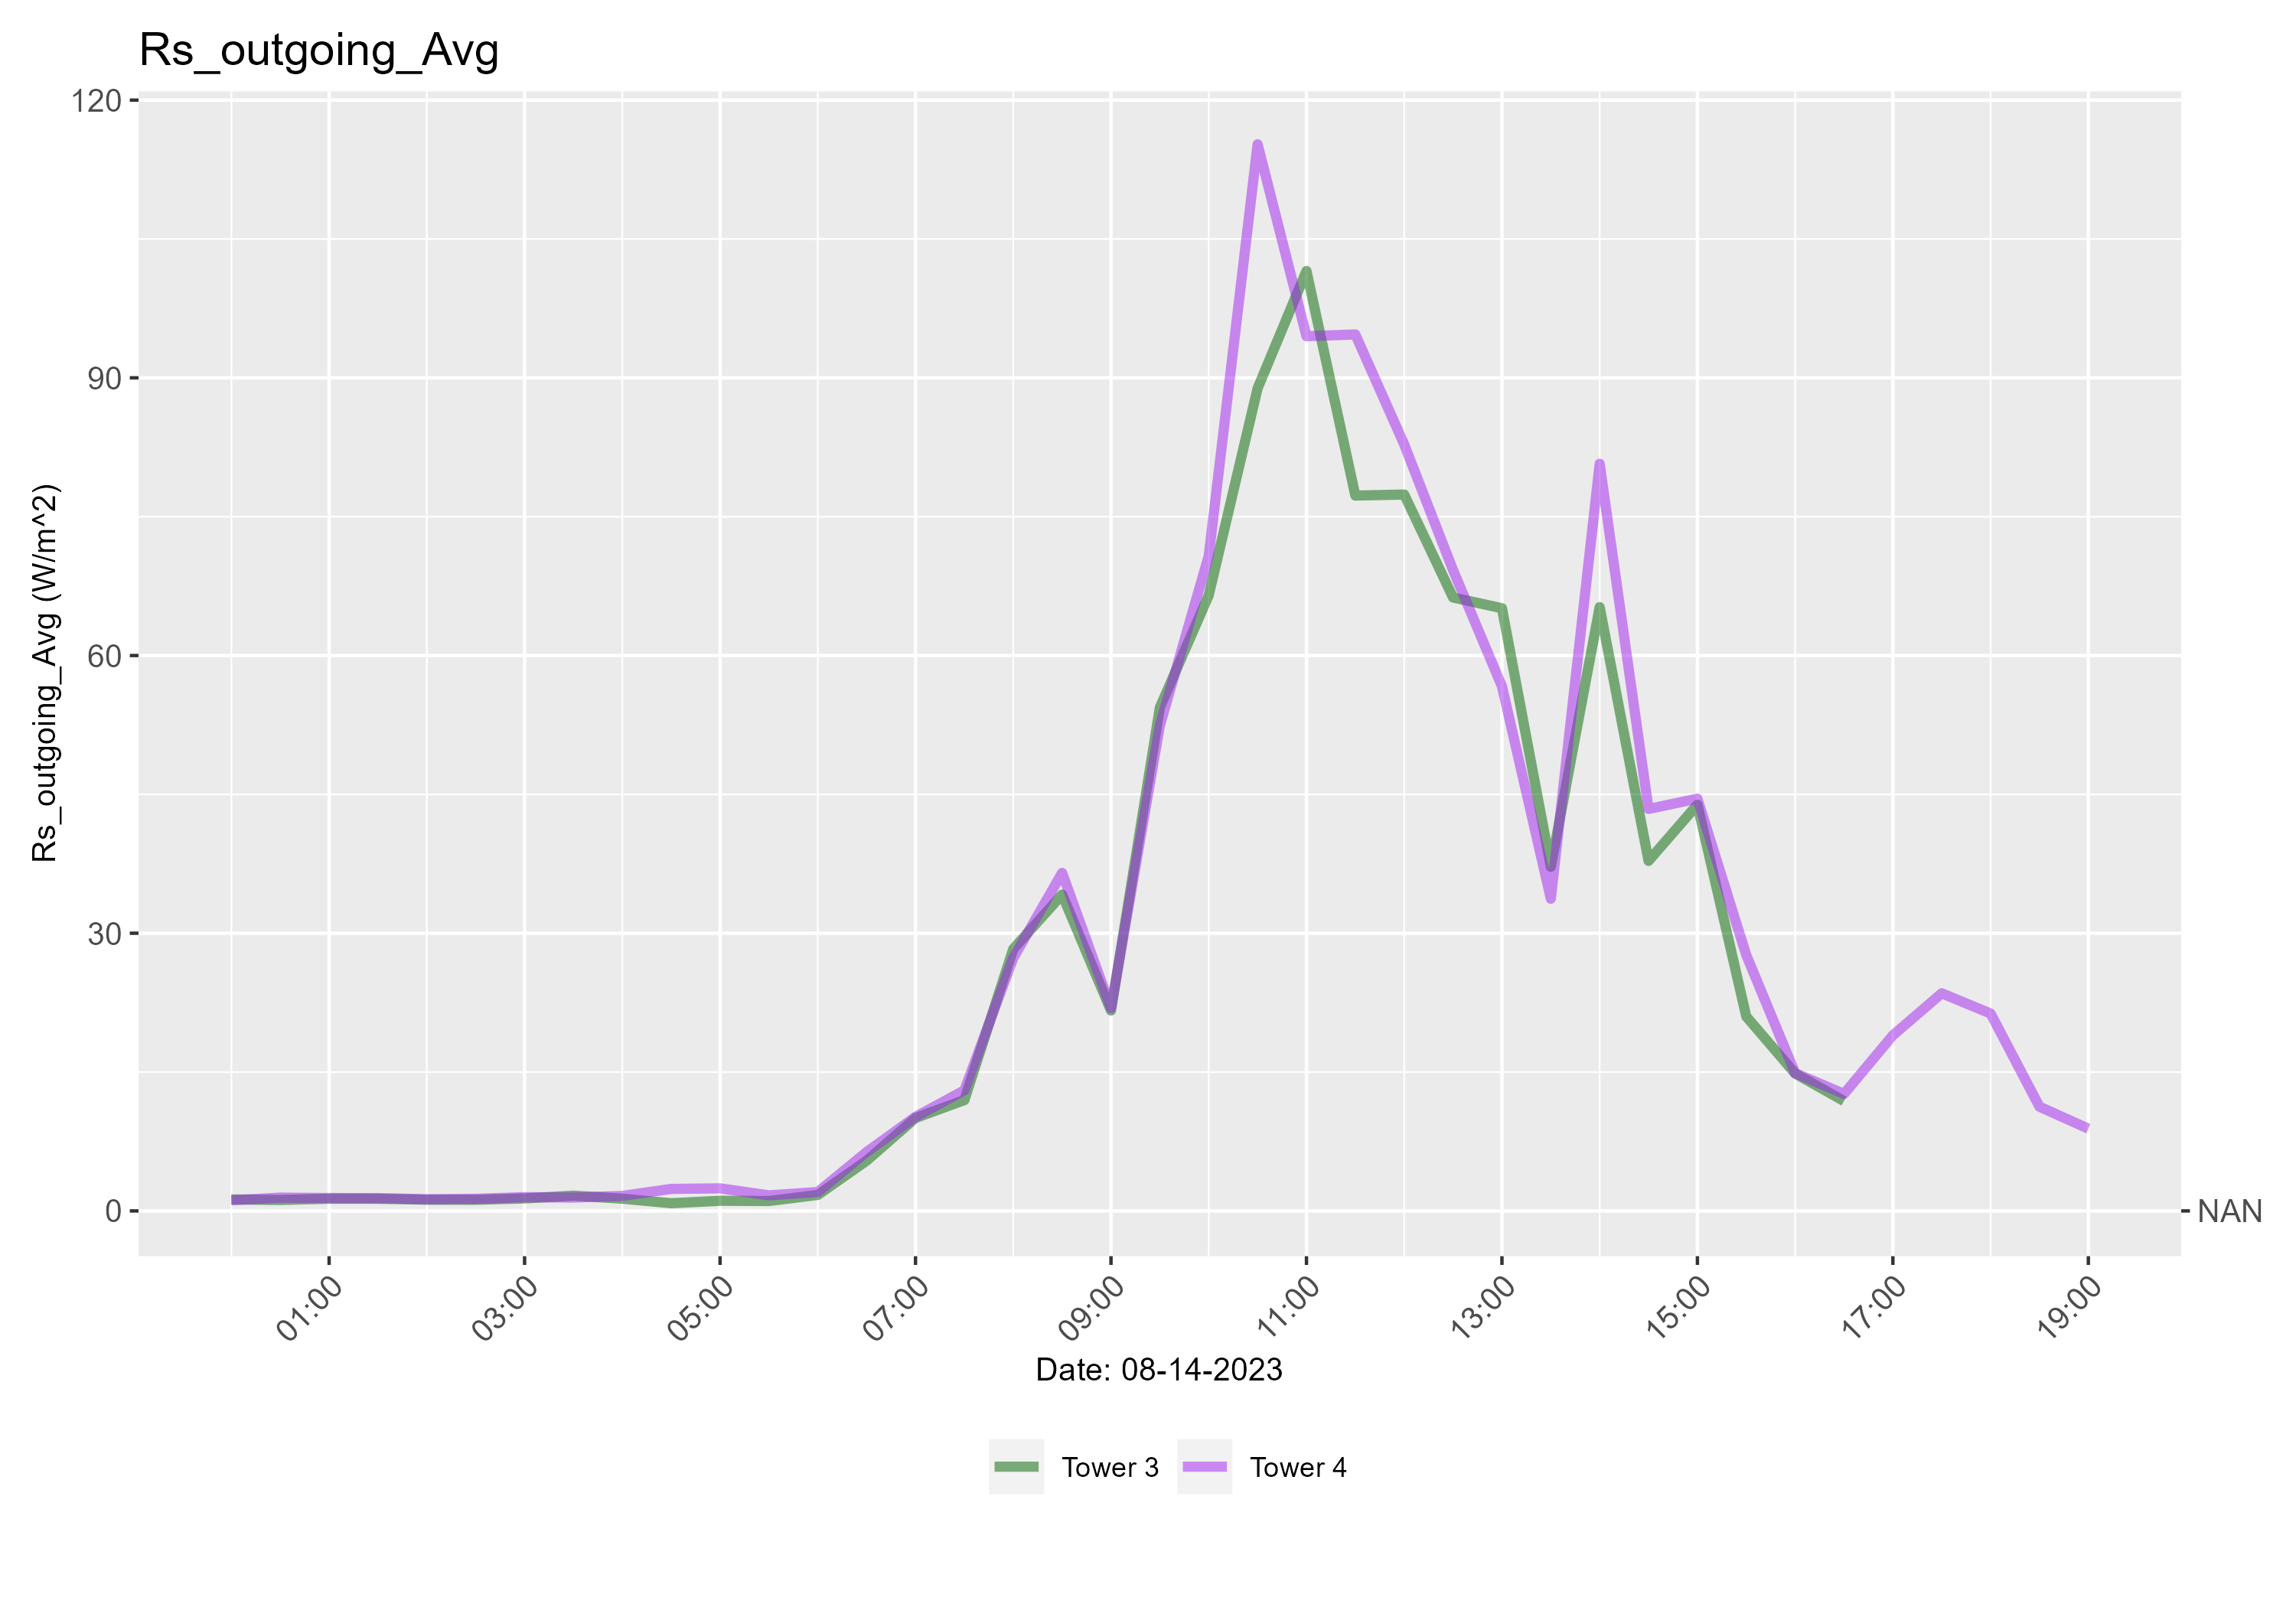 Rs_outgoing_Avg
Rs_outgoing_Avg (W/m^2)
120
90
60
30
0
NAN
01:00 03:00 05:00 07:00 09:00 11:00 13:00 15:00 17:00 19:00
Date: 08-14-2023
Tower 3 Tower 4